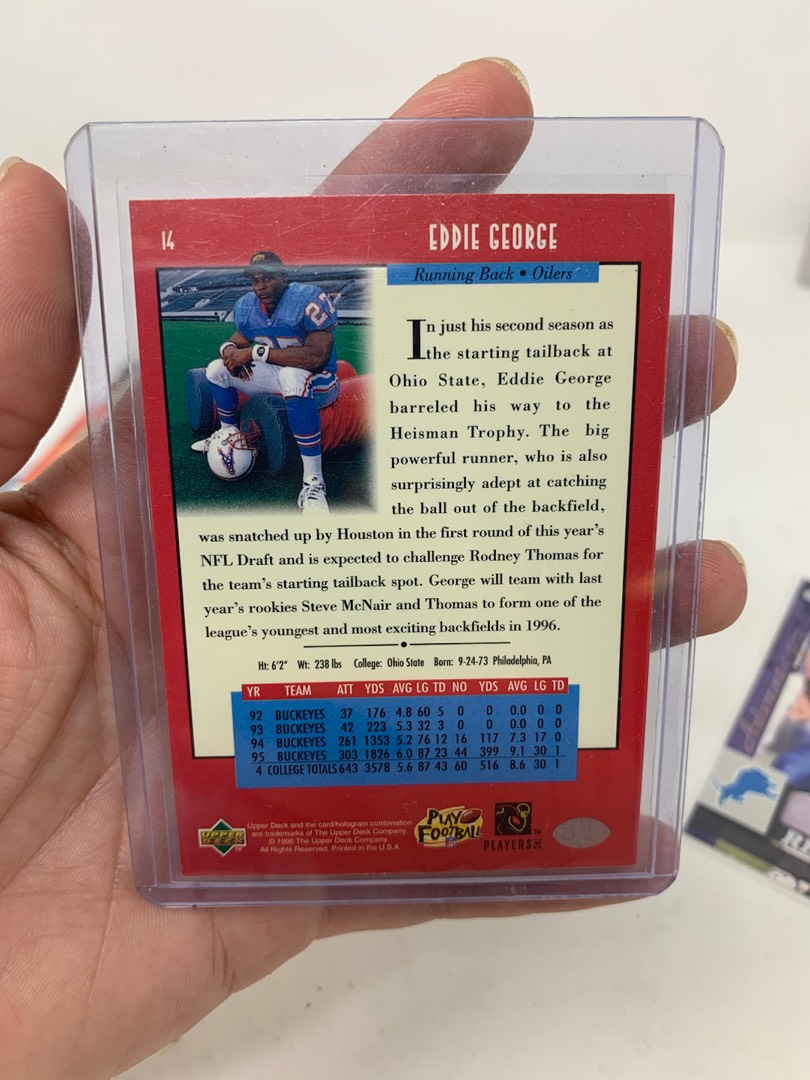 14
EDDIE GEORGE
Running Back • Oilers
27
In just his second season as
the starting tailback at
Ohio State, Eddie George
barreled his way to the
Heisman Trophy. The big
powerful runner, who is also
surprisingly adept at catching
the ball out of the backfield,
was snatched up by Houston in the first round of this year's
NFL Draft and is expected to challenge Rodney Thomas for
the team's starting tailback spot. George will team with last
year's rookies Steve McNair and Thomas to form one of the
league's youngest and most exciting backfields in 1996.
Ht: 6'2" Wt: 238 lbs College: Ohio State Born: 9-24-73 Philadelphia, PA
YR TEAM ATT YDS AVG LG TD NO YDS AVG LG TD
92 BUCKEYES 37 176 4.8 60 5 0 0 0.0 0 0
93 BUCKEYES 42 223 5.3 32 3 0 0 0.0 0 0
94 BUCKEYES 261 1353 5.2 76 12 16 117 7.3 17 0
95 BUCKEYES 303 1826 6.0 87 23 44 399 9.1 30 1
4 COLLEGE TOTALS 643 3578 5.6 87 43 60 516 8.6 30 1
UPPER DECK
Upper Deck and the card/hologram combination
are trademarks of The Upper Deck Company.
© 1996 The Upper Deck Company.
All Rights Reserved. Printed in the U.S.A.
PLAY FOOTBALL
NFL
PLAYERS INC
TM